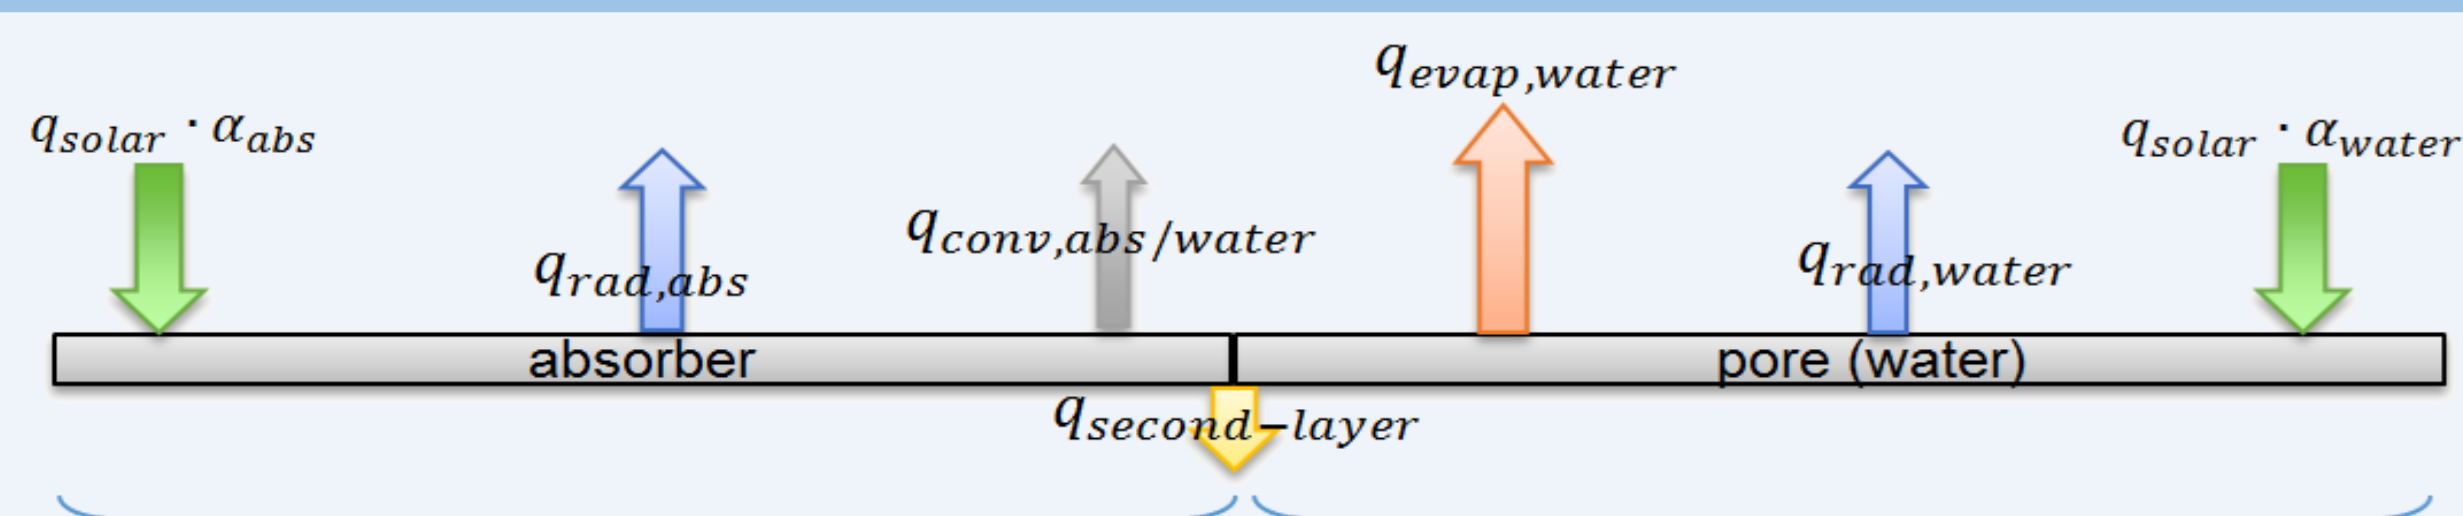 q_evap,water
q_solar · α_abs
q_solar · α_water
q_conv,abs/water
q_rad,abs
q_rad,water
absorber
pore (water)
q_second−layer